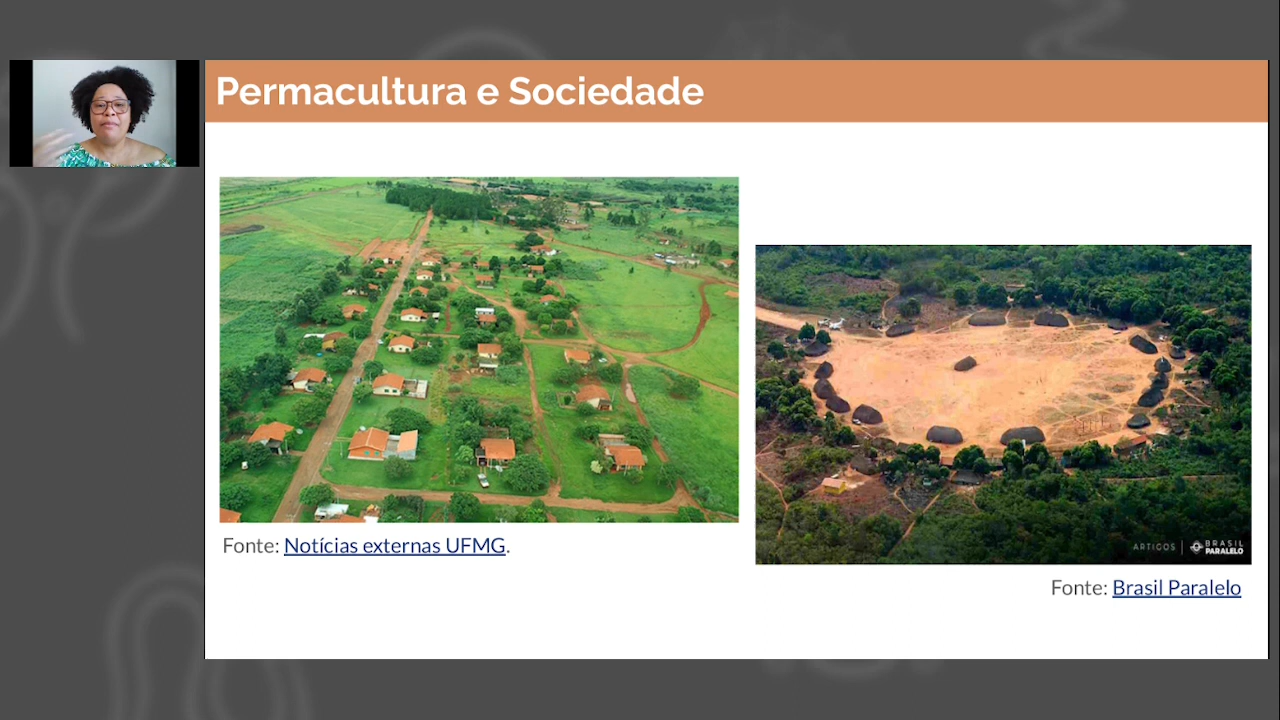 Permacultura e Sociedade
ARTIGOS | BRASIL PARALELO
Fonte: Notícias externas UFMG.
Fonte: Brasil Paralelo